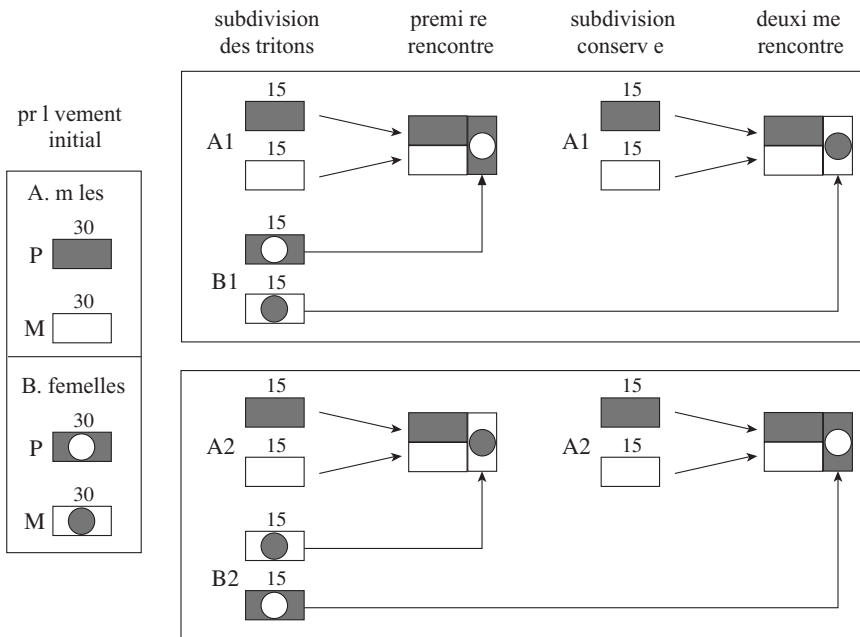 subdivision
des tritons
premi re
rencontre
subdivision
conserv e
deuxi me
rencontre
pr l vement
initial
A. m les
30
P
30
M
B. femelles
30
P
30
M
15
A1
15
15
B1
15
15
A1
15
15
A2
15
15
B2
15
15
A2
15